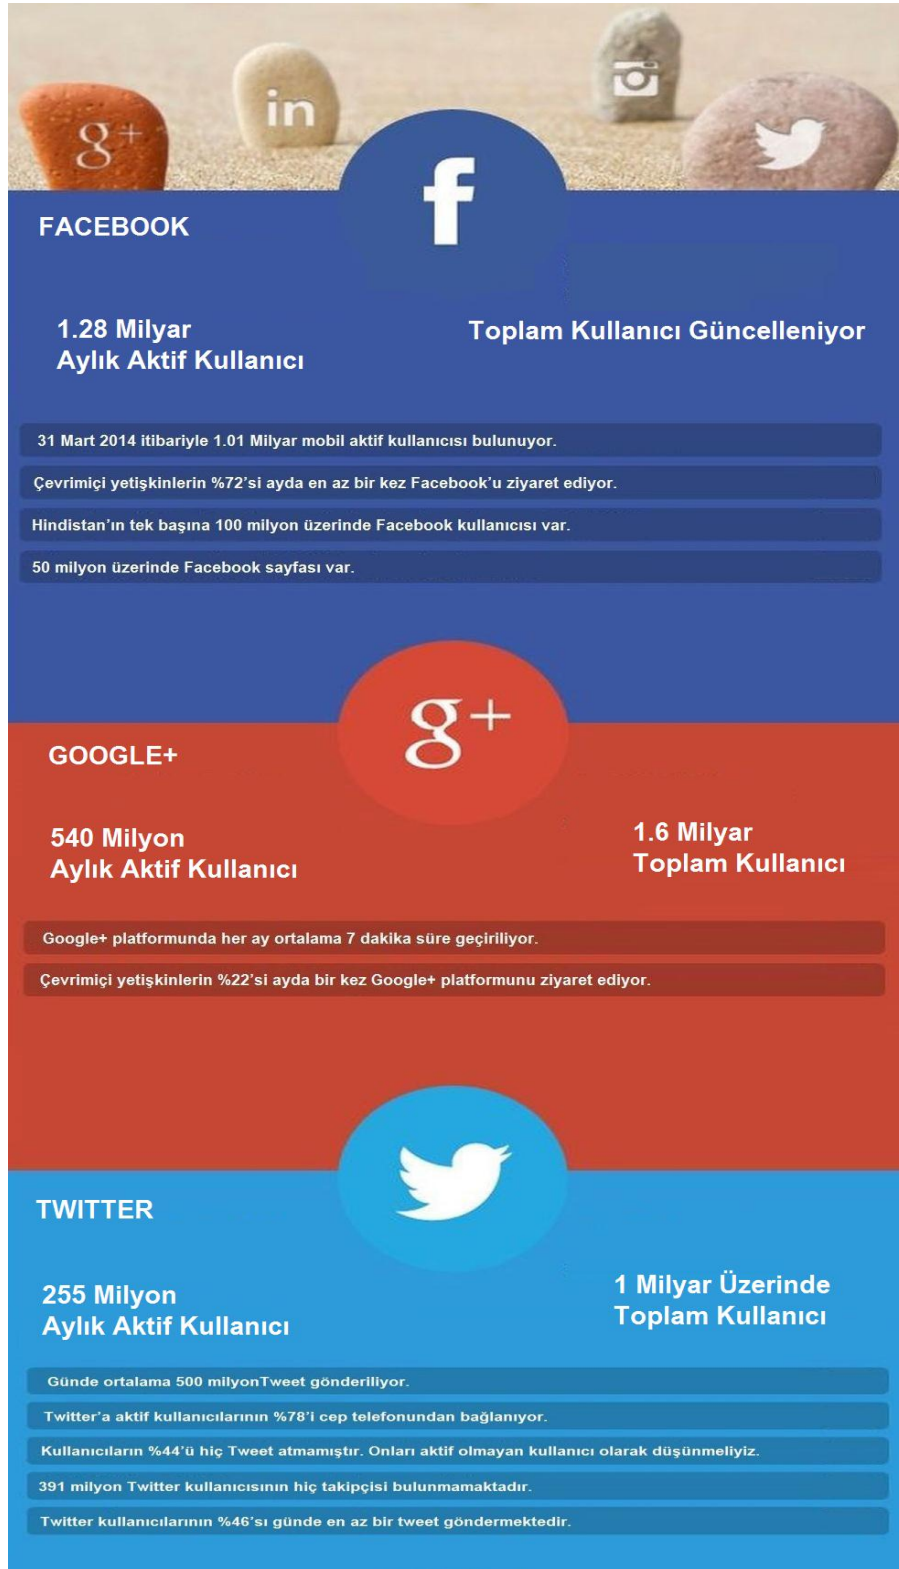 g+
in
f
FACEBOOK
1.28 Milyar
Aylık Aktif Kullanıcı
Toplam Kullanıcı Güncelleniyor
31 Mart 2014 itibariyle 1.01 Milyar mobil aktif kullanıcısı bulunuyor.
Çevrimiçi yetişkinlerin %72'si ayda en az bir kez Facebook'u ziyaret ediyor.
Hindistan'ın tek başına 100 milyon üzerinde Facebook kullanıcısı var.
50 milyon üzerinde Facebook sayfası var.
g+
GOOGLE+
540 Milyon
Aylık Aktif Kullanıcı
1.6 Milyar
Toplam Kullanıcı
Google+ platformunda her ay ortalama 7 dakika süre geçiriliyor.
Çevrimiçi yetişkinlerin %22'si ayda bir kez Google+ platformunu ziyaret ediyor.
TWITTER
255 Milyon
Aylık Aktif Kullanıcı
1 Milyar Üzerinde
Toplam Kullanıcı
Günde ortalama 500 milyonTweet gönderiliyor.
Twitter'a aktif kullanıcılarının %78'i cep telefonundan bağlanıyor.
Kullanıcıların %44'ü hiç Tweet atmamıştır. Onları aktif olmayan kullanıcı olarak düşünmeliyiz.
391 milyon Twitter kullanıcısının hiç takipçisi bulunmamaktadır.
Twitter kullanıcılarının %46'sı günde en az bir tweet göndermektedir.